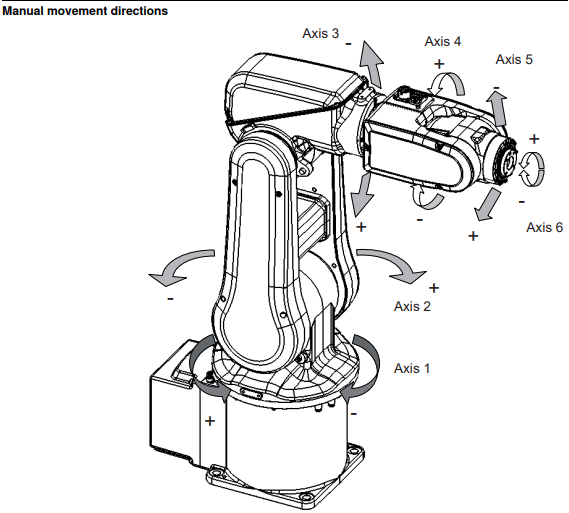 Manual movement directions
Axis 3
-
Axis 4
+
Axis 5
-
+
-
Axis 6
-
+
+
-
+
Axis 2
Axis 1
+
-